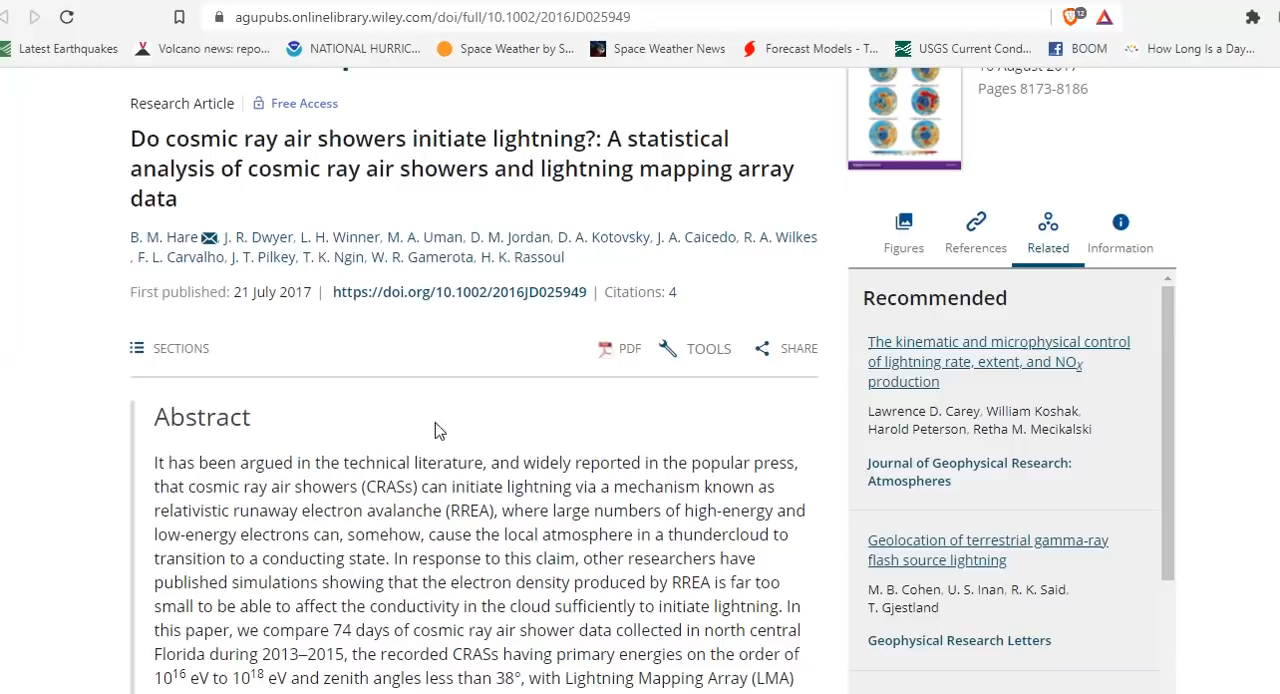 agupubs.onlinelibrary.wiley.com/doi/full/10.1002/2016JD025949
12
Latest Earthquakes
Volcano news: repo...
NATIONAL HURRIC...
Space Weather by S...
Space Weather News
Forecast Models - T...
USGS Current Cond...
BOOM
How Long Is a Day...
Research Article
Free Access
Do cosmic ray air showers initiate lightning?: A statistical
analysis of cosmic ray air showers and lightning mapping array
data
B. M. Hare, J. R. Dwyer, L. H. Winner, M. A. Uman, D. M. Jordan, D. A. Kotovsky, J. A. Caicedo, R. A. Wilkes
, F. L. Carvalho, J. T. Pilkey, T. K. Ngin, W. R. Gamerota, H. K. Rassoul
First published: 21 July 2017 | https://doi.org/10.1002/2016JD025949 | Citations: 4
SECTIONS
PDF
TOOLS
SHARE
Abstract
It has been argued in the technical literature, and widely reported in the popular press,
that cosmic ray air showers (CRASs) can initiate lightning via a mechanism known as
relativistic runaway electron avalanche (RREA), where large numbers of high-energy and
low-energy electrons can, somehow, cause the local atmosphere in a thundercloud to
transition to a conducting state. In response to this claim, other researchers have
published simulations showing that the electron density produced by RREA is far too
small to be able to affect the conductivity in the cloud sufficiently to initiate lightning. In
this paper, we compare 74 days of cosmic ray air shower data collected in north central
Florida during 2013–2015, the recorded CRASs having primary energies on the order of
10¹⁶ eV to 10¹⁸ eV and zenith angles less than 38°, with Lightning Mapping Array (LMA)
Pages 8173-8186
Figures
References
Related
Information
Recommended
The kinematic and microphysical control
of lightning rate, extent, and NOx
production
Lawrence D. Carey, William Koshak,
Harold Peterson, Retha M. Mecikalski
Journal of Geophysical Research:
Atmospheres
Geolocation of terrestrial gamma-ray
flash source lightning
M. B. Cohen, U. S. Inan, R. K. Said,
T. Gjestland
Geophysical Research Letters